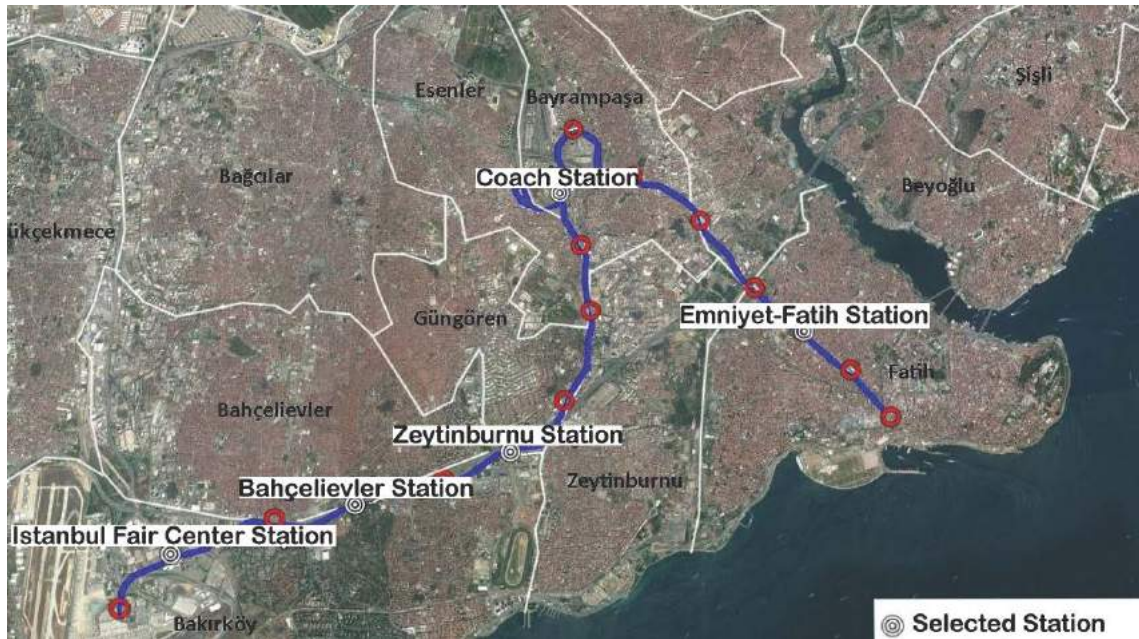 Şişli
Esenler
Bayrampaşa
Bağcılar
Coach Station
Beyoğlu
ükçekmece
Güngören
Emniyet-Fatih Station
Fatih
Bahçelievler
Zeytinburnu Station
Zeytinburnu
Bahçelievler Station
Istanbul Fair Center Station
Bakırköy
Selected Station